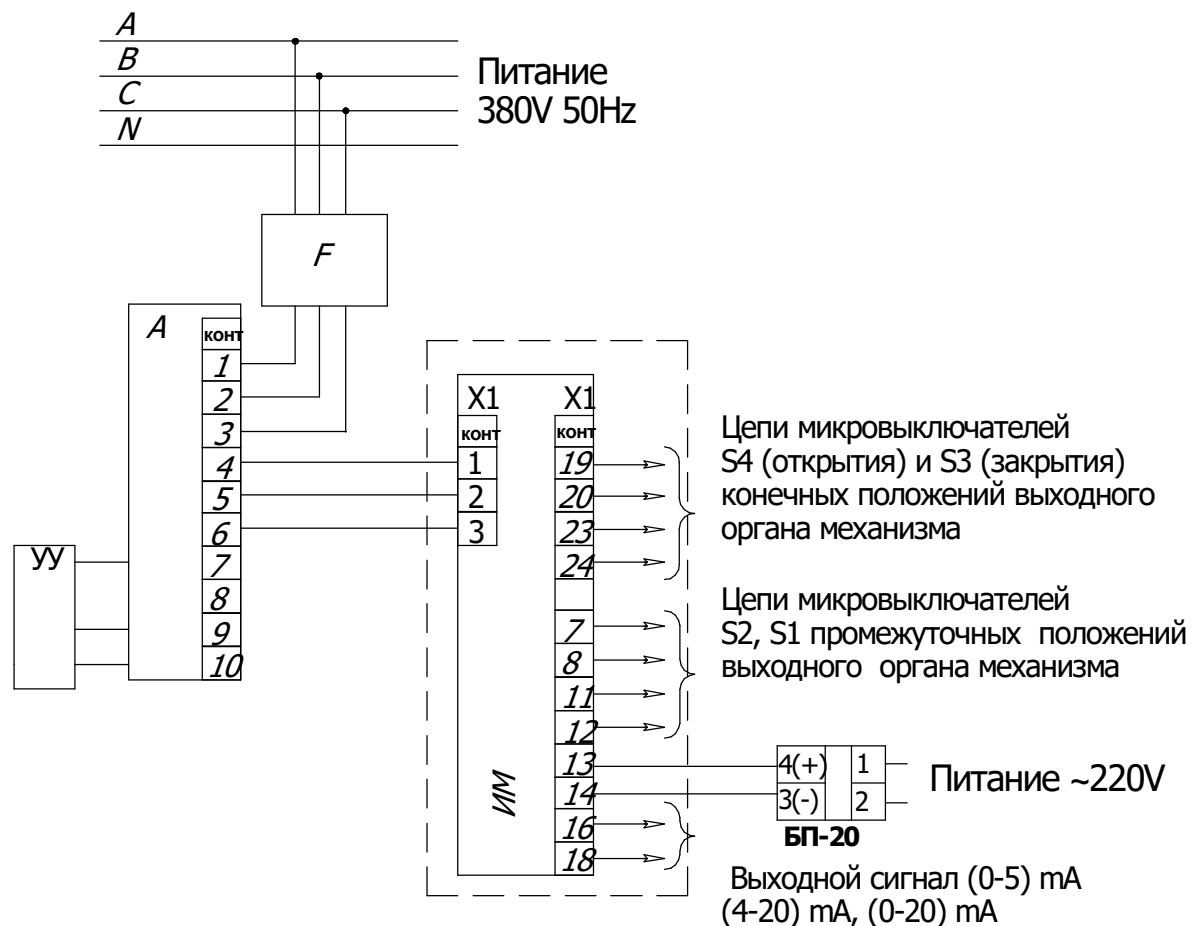 A
B
C
N
Питание
380V 50Hz
F
A
конт
1
2
3
4
5
6
7
8
9
10
УУ
X1
конт
1
2
3
ИМ
X1
конт
19
20
23
24
7
8
11
12
13
14
16
18
Цепи микровыключателей
S4 (открытия) и S3 (закрытия)
конечных положений выходного
органа механизма
Цепи микровыключателей
S2, S1 промежуточных положений
выходного органа механизма
4(+) 1
3(-) 2
БП-20
Питание ~220V
Выходной сигнал (0-5) mA
(4-20) mA, (0-20) mA